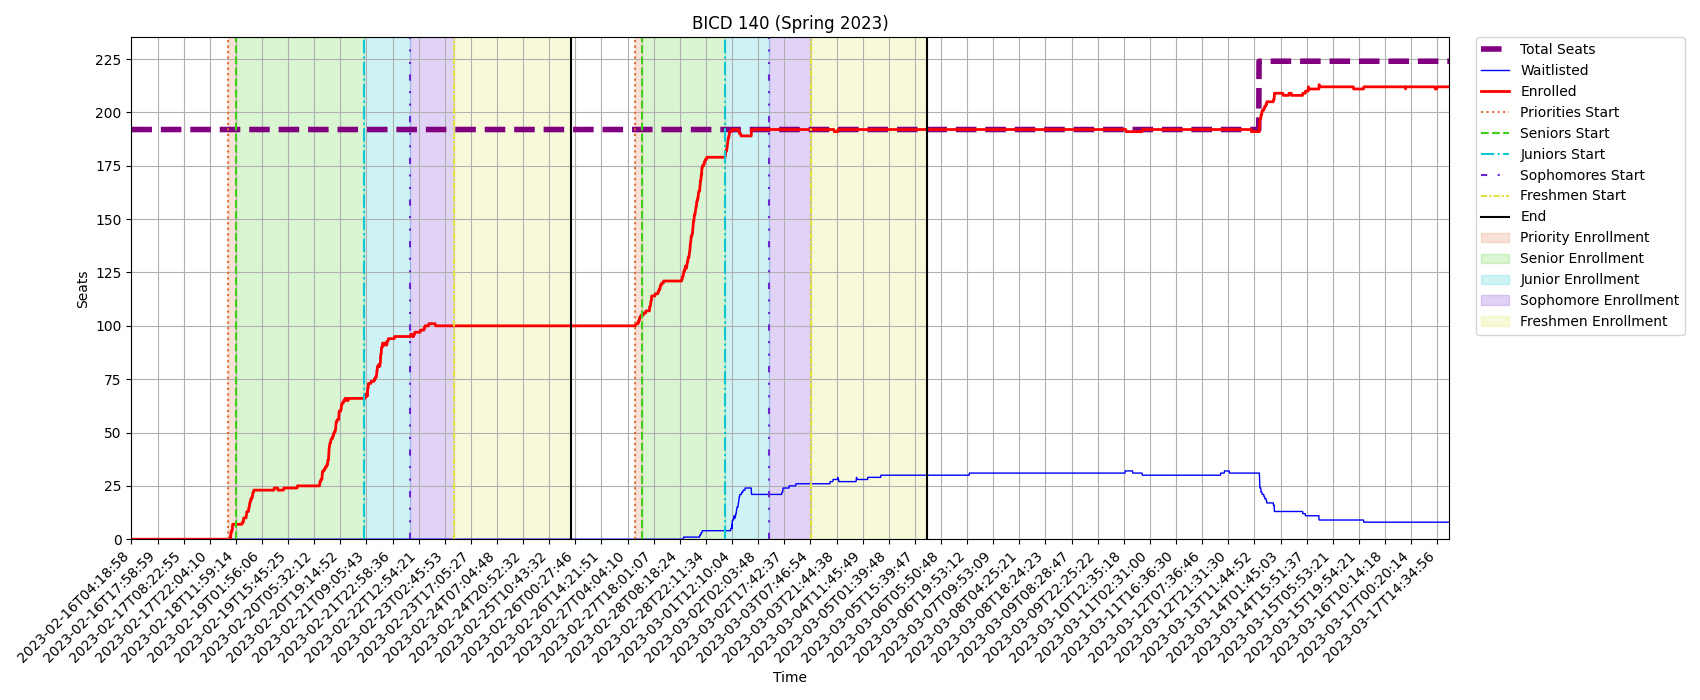 BICD 140 (Spring 2023)
Seats
225
200
175
150
125
100
75
50
25
0
2023-02-16T04:18:58
2023-02-16T17:58:59
2023-02-17T08:22:55
2023-02-17T22:04:10
2023-02-18T11:59:14
2023-02-19T01:56:06
2023-02-19T15:45:25
2023-02-20T05:32:12
2023-02-20T19:14:52
2023-02-21T09:05:43
2023-02-21T22:58:36
2023-02-22T12:54:21
2023-02-23T02:45:53
2023-02-23T17:05:27
2023-02-24T07:04:48
2023-02-24T20:52:32
2023-02-25T10:43:32
2023-02-26T00:27:46
2023-02-26T14:21:51
2023-02-27T04:04:10
2023-02-27T18:01:07
2023-02-28T08:18:24
2023-02-28T22:11:34
2023-03-01T12:10:04
2023-03-02T02:03:48
2023-03-02T17:42:37
2023-03-03T07:46:54
2023-03-03T21:44:38
2023-03-04T11:45:49
2023-03-05T01:39:48
2023-03-05T15:39:47
2023-03-06T05:50:48
2023-03-06T19:53:12
2023-03-07T09:53:09
2023-03-08T04:25:21
2023-03-08T18:24:23
2023-03-09T08:28:47
2023-03-09T22:25:22
2023-03-10T12:35:18
2023-03-11T02:31:00
2023-03-11T16:36:30
2023-03-12T07:36:46
2023-03-12T21:31:30
2023-03-13T11:44:52
2023-03-14T01:45:03
2023-03-14T15:51:37
2023-03-15T05:53:21
2023-03-15T19:54:21
2023-03-16T10:14:18
2023-03-17T00:20:14
2023-03-17T14:34:56
Time
Total Seats
Waitlisted
Enrolled
Priorities Start
Seniors Start
Juniors Start
Sophomores Start
Freshmen Start
End
Priority Enrollment
Senior Enrollment
Junior Enrollment
Sophomore Enrollment
Freshmen Enrollment